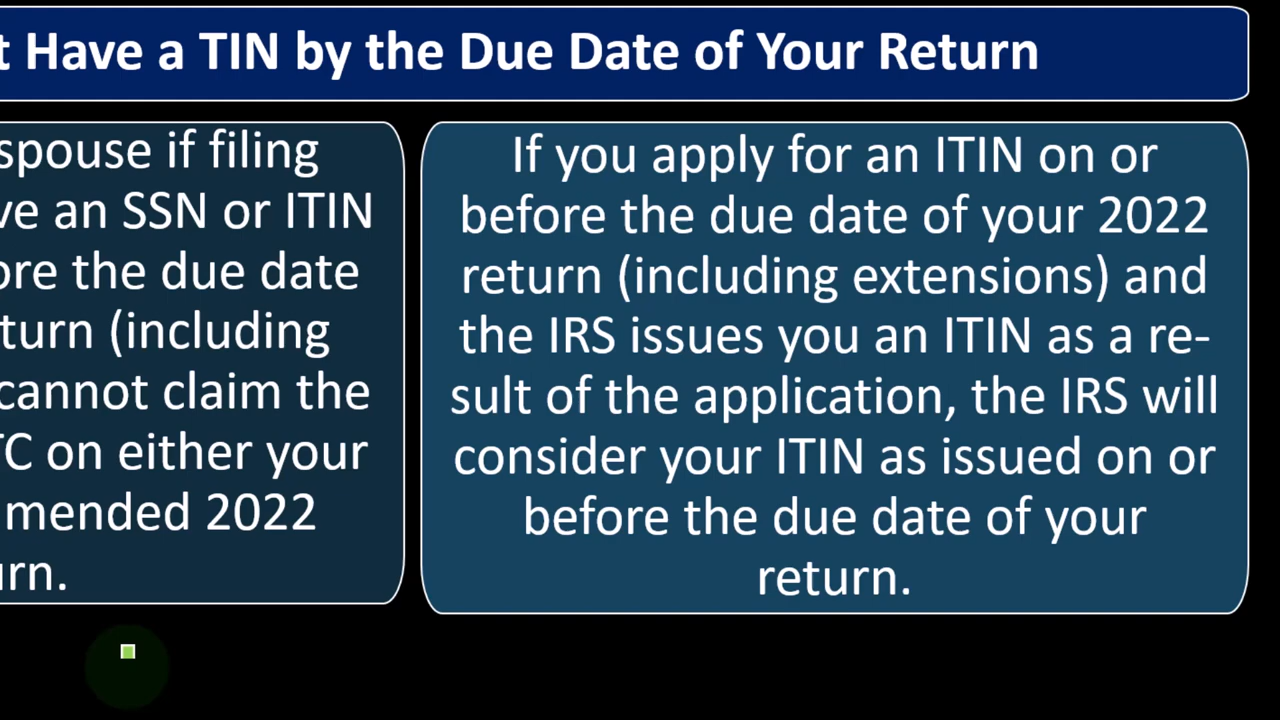 t Have a TIN by the Due Date of Your Return
spouse if filing
ve an SSN or ITIN
ore the due date
turn (including
cannot claim the
TC on either your
mended 2022
urn.
If you apply for an ITIN on or
before the due date of your 2022
return (including extensions) and
the IRS issues you an ITIN as a re-
sult of the application, the IRS will
consider your ITIN as issued on or
before the due date of your
return.